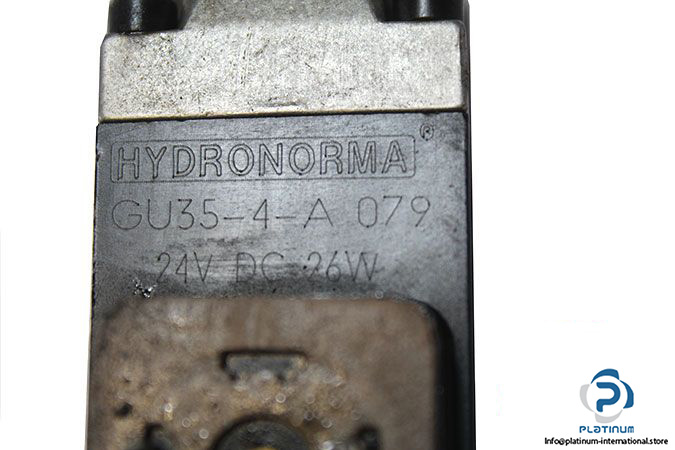 HYDRONORMA®
GU35-4-A 079
24V DC 26W
PLATINUM
Info@platinum-international.store